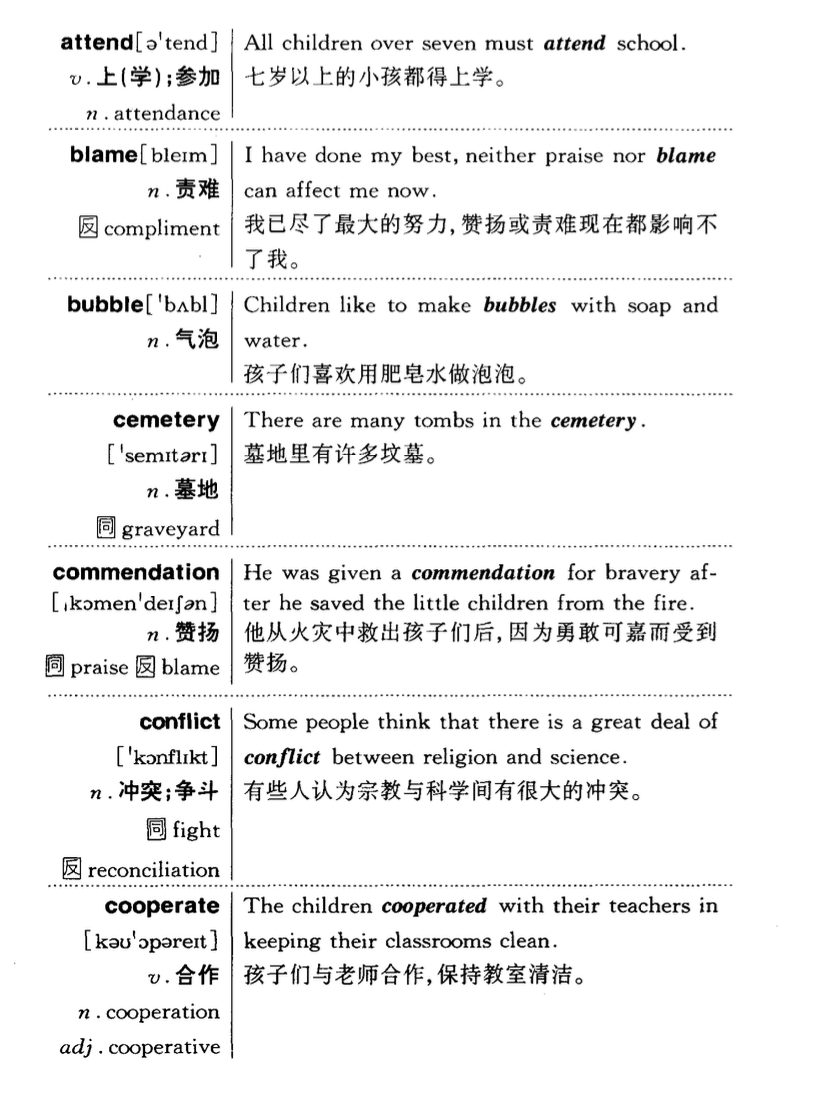 attend[ə'tend]
v.上(学);参加
n.attendance
All children over seven must attend school.
七岁以上的小孩都得上学。
blame[bleɪm]
n.责难
反 compliment
I have done my best, neither praise nor blame
can affect me now.
我已尽了最大的努力,赞扬或责难现在都影响不
了我。
bubble['bʌbl]
n.气泡
Children like to make bubbles with soap and
water.
孩子们喜欢用肥皂水做泡泡。
cemetery
['semɪtərɪ]
n.墓地
同 graveyard
There are many tombs in the cemetery.
墓地里有许多坟墓。
commendation
[ˌkɔmen'deɪʃən]
n.赞扬
同 praise 反 blame
He was given a commendation for bravery af-
ter he saved the little children from the fire.
他从火灾中救出孩子们后,因为勇敢可嘉而受到
赞扬。
conflict
['kɔnflɪkt]
n.冲突;争斗
同 fight
反 reconciliation
Some people think that there is a great deal of
conflict between religion and science.
有些人认为宗教与科学间有很大的冲突。
cooperate
[kəʊ'ɔpəreɪt]
v.合作
n.cooperation
adj.cooperative
The children cooperated with their teachers in
keeping their classrooms clean.
孩子们与老师合作,保持教室清洁。